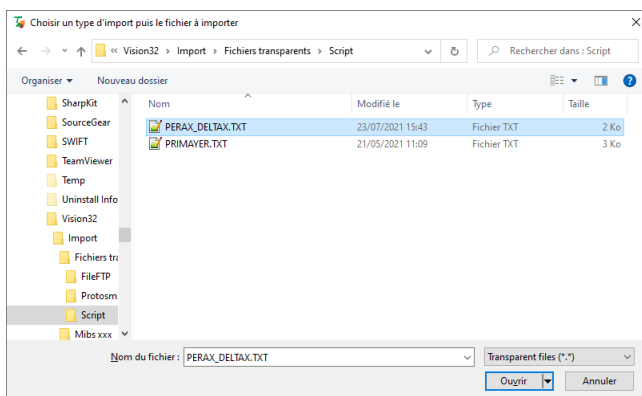 Choisir un type d'import puis le fichier à importer
« Vision32 > Import > Fichiers transparents > Script
Rechercher dans : Script
Organiser Nouveau dossier
Nom Modifié le Type Taille
PERAX_DELTAX.TXT 23/07/2021 15:43 Fichier TXT 2 Ko
PRIMAYER.TXT 21/05/2021 11:09 Fichier TXT 3 Ko
SharpKit
SourceGear
SWIFT
TeamViewer
Temp
Uninstall Info
Vision32
Import
Fichiers tra
FileFTP
Protosm
Script
Mibs xxx
Nom du fichier : PERAX_DELTAX.TXT
Transparent files (*.*)
Ouvrir Annuler